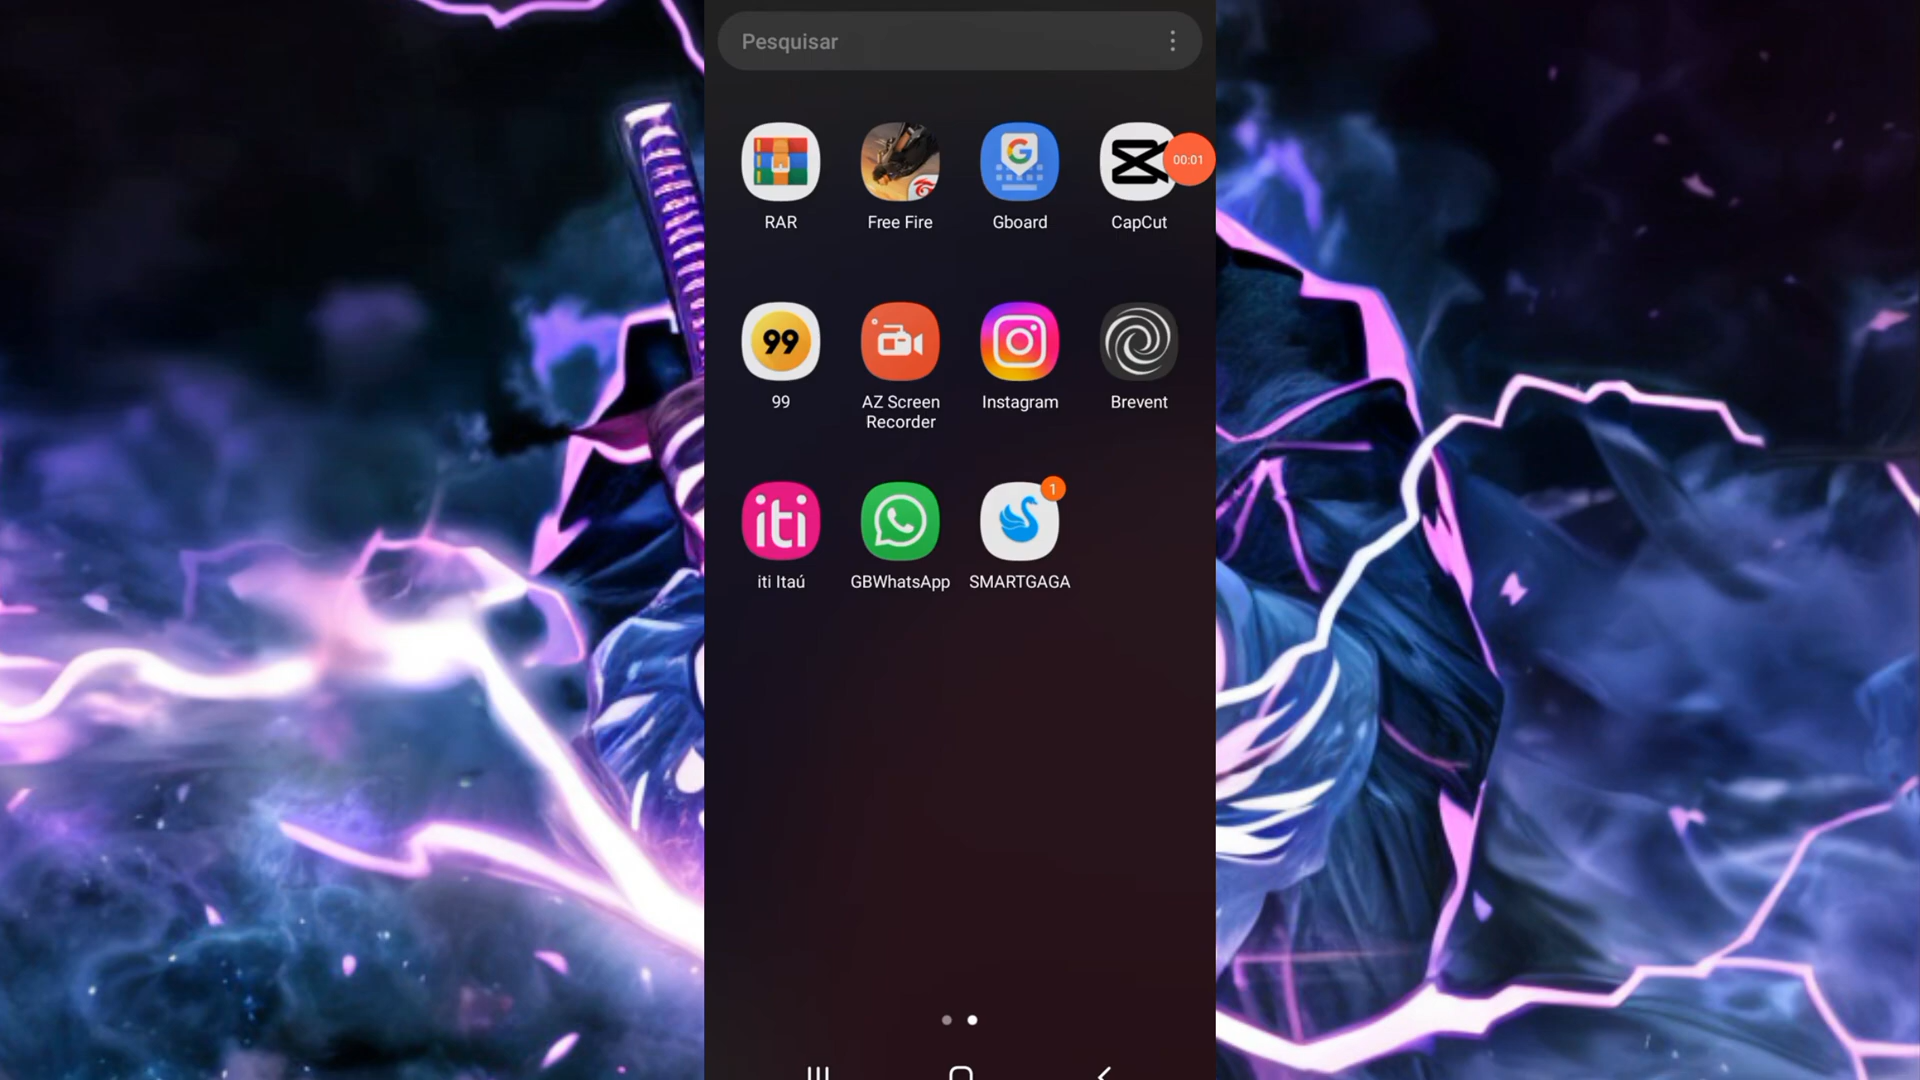 Pesquisar
00:01
RAR
Free Fire
Gboard
CapCut
99
99
AZ Screen
Recorder
Instagram
Brevent
iti
1
iti Itaú
GBWhatsApp
SMARTGAGA